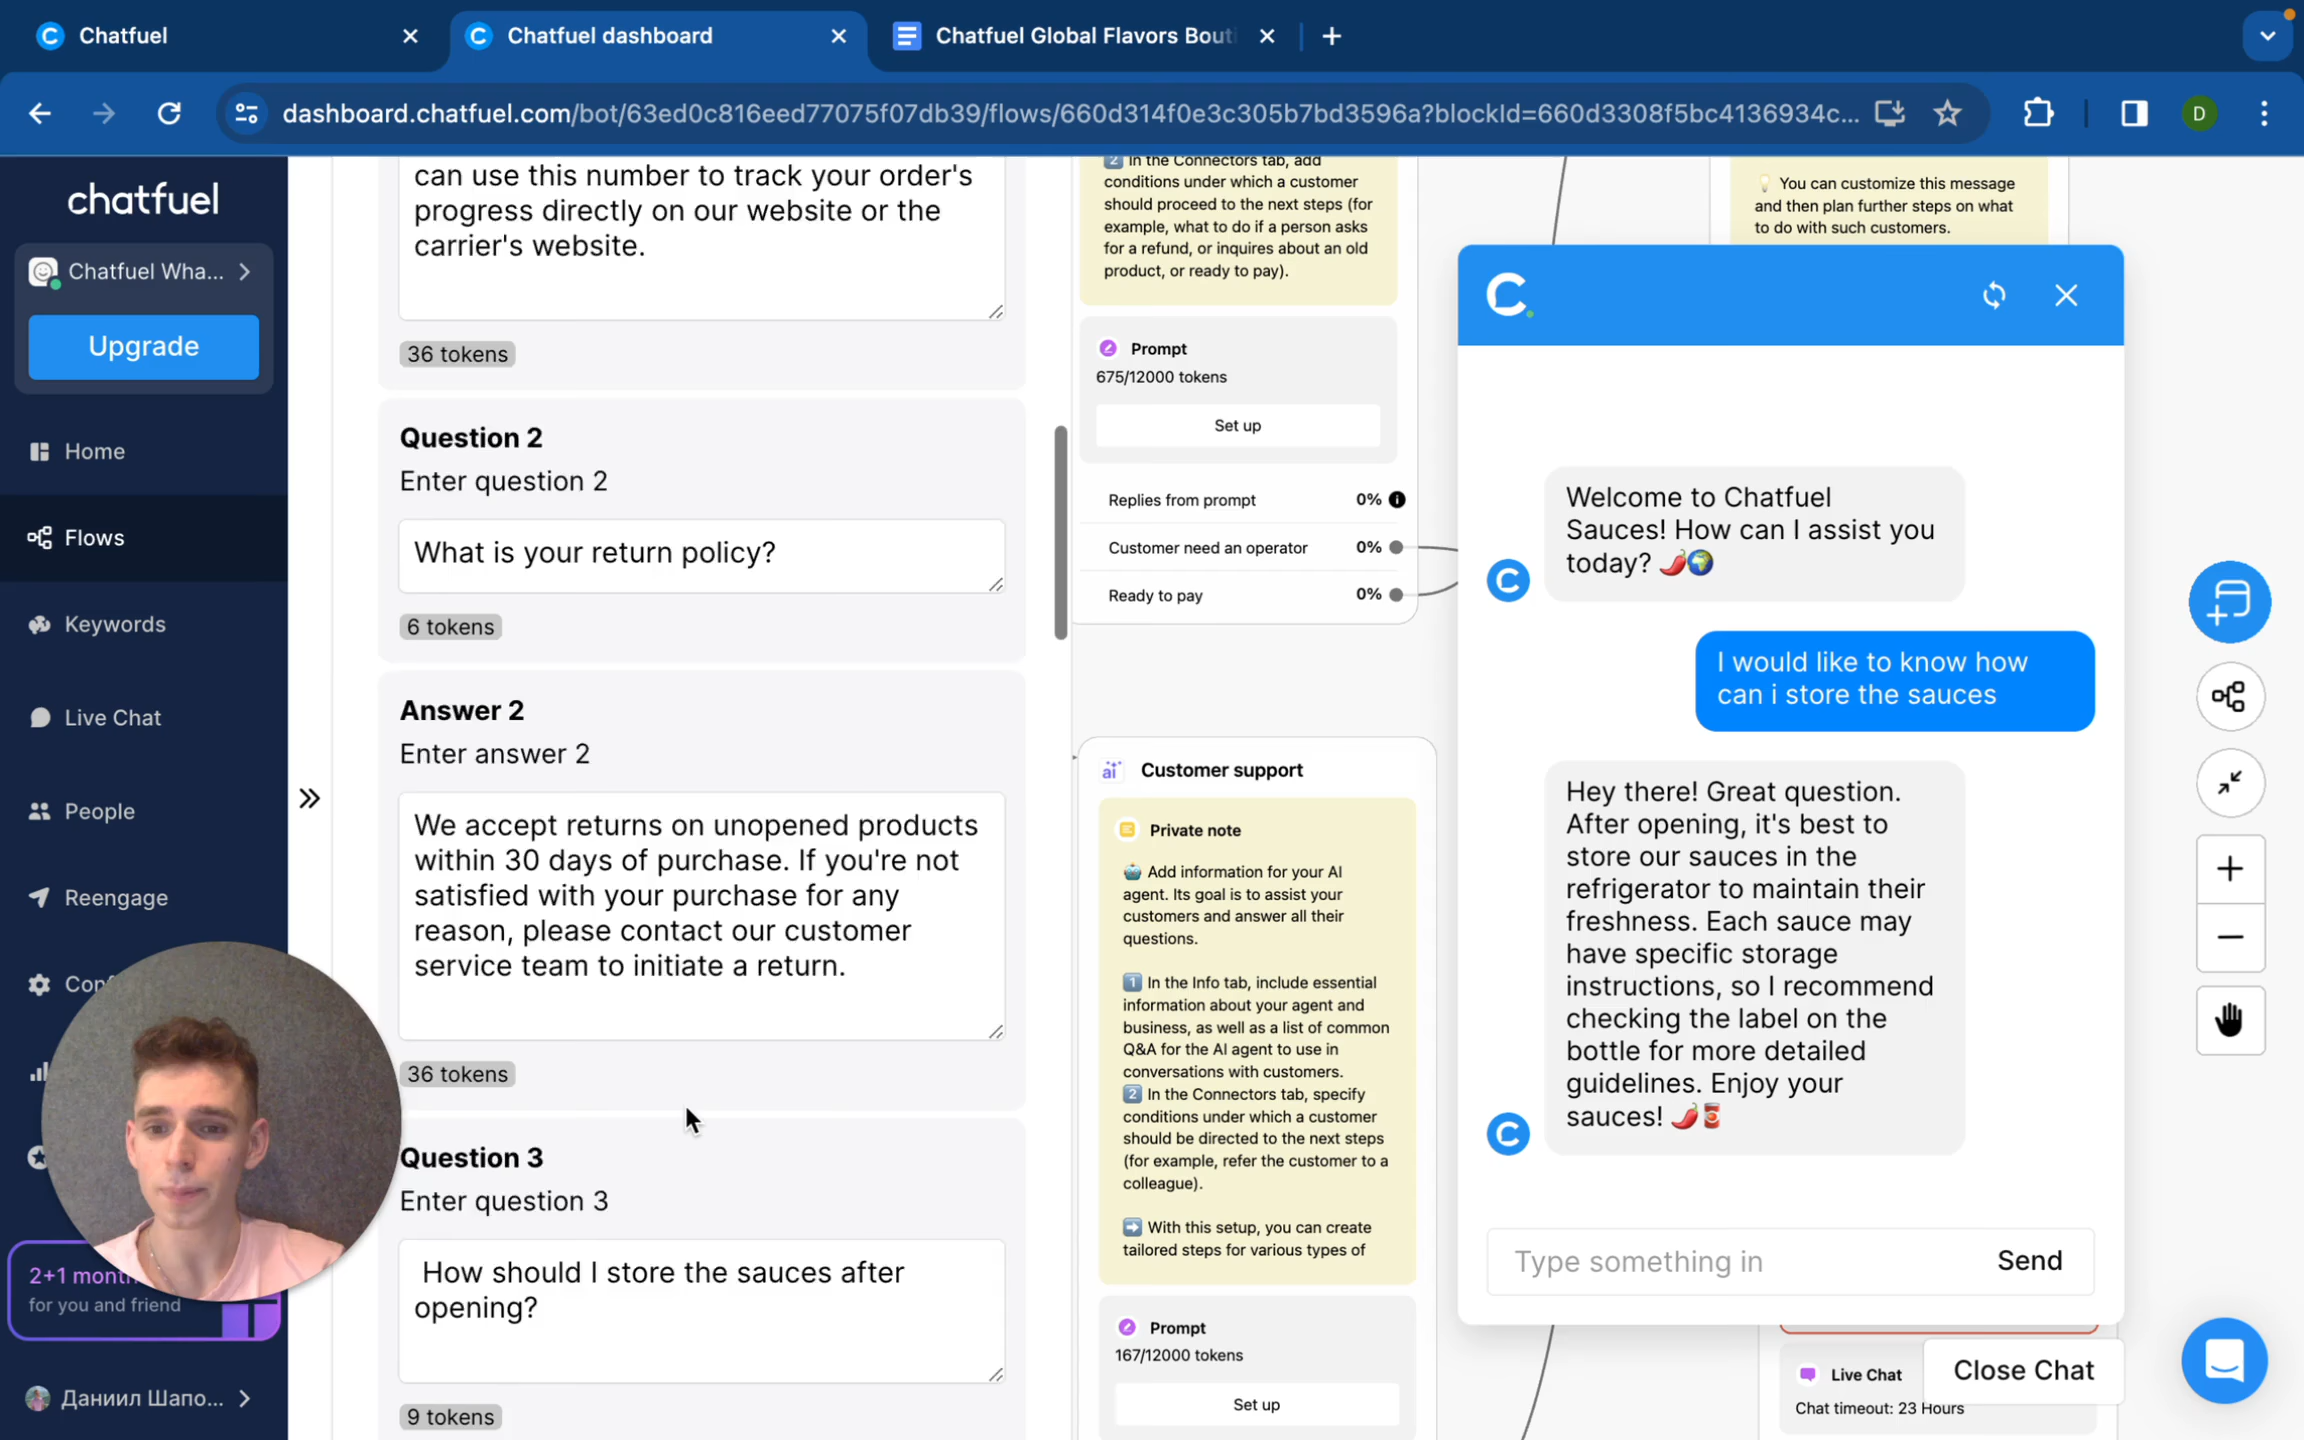 Chatfuel
Chatfuel dashboard
Chatfuel Global Flavors Bout
dashboard.chatfuel.com/bot/63ed0c816eed77075f07db39/flows/660d314f0e3c305b7bd3596a?blockId=660d3308f5bc4136934c...
D
chatfuel
Chatfuel Wha...
Upgrade
Home
Flows
Keywords
Live Chat
People
Reengage
2+1 month
for you and friend
Даниил Шапо...
can use this number to track your order's
progress directly on our website or the
carrier's website.
36 tokens
Question 2
Enter question 2
What is your return policy?
6 tokens
Answer 2
Enter answer 2
We accept returns on unopened products
within 30 days of purchase. If you're not
satisfied with your purchase for any
reason, please contact our customer
service team to initiate a return.
36 tokens
Question 3
Enter question 3
How should I store the sauces after
opening?
9 tokens
2 In the Connectors tab, add
conditions under which a customer
should proceed to the next steps (for
example, what to do if a person asks
for a refund, or inquires about an old
product, or ready to pay).
Prompt
675/12000 tokens
Set up
Replies from prompt 0%
Customer need an operator 0%
Ready to pay 0%
ai Customer support
Private note
🤖 Add information for your AI
agent. Its goal is to assist your
customers and answer all their
questions.
1 In the Info tab, include essential
information about your agent and
business, as well as a list of common
Q&A for the AI agent to use in
conversations with customers.
2 In the Connectors tab, specify
conditions under which a customer
should be directed to the next steps
(for example, refer the customer to a
colleague).
➡️ With this setup, you can create
tailored steps for various types of
Prompt
167/12000 tokens
Set up
💡 You can customize this message
and then plan further steps on what
to do with such customers.
Welcome to Chatfuel
Sauces! How can I assist you
today? 🌶️🌍
I would like to know how
can i store the sauces
Hey there! Great question.
After opening, it's best to
store our sauces in the
refrigerator to maintain their
freshness. Each sauce may
have specific storage
instructions, so I recommend
checking the label on the
bottle for more detailed
guidelines. Enjoy your
sauces! 🌶️🥫
Type something in
Send
Live Chat
Chat timeout: 23 Hours
Close Chat